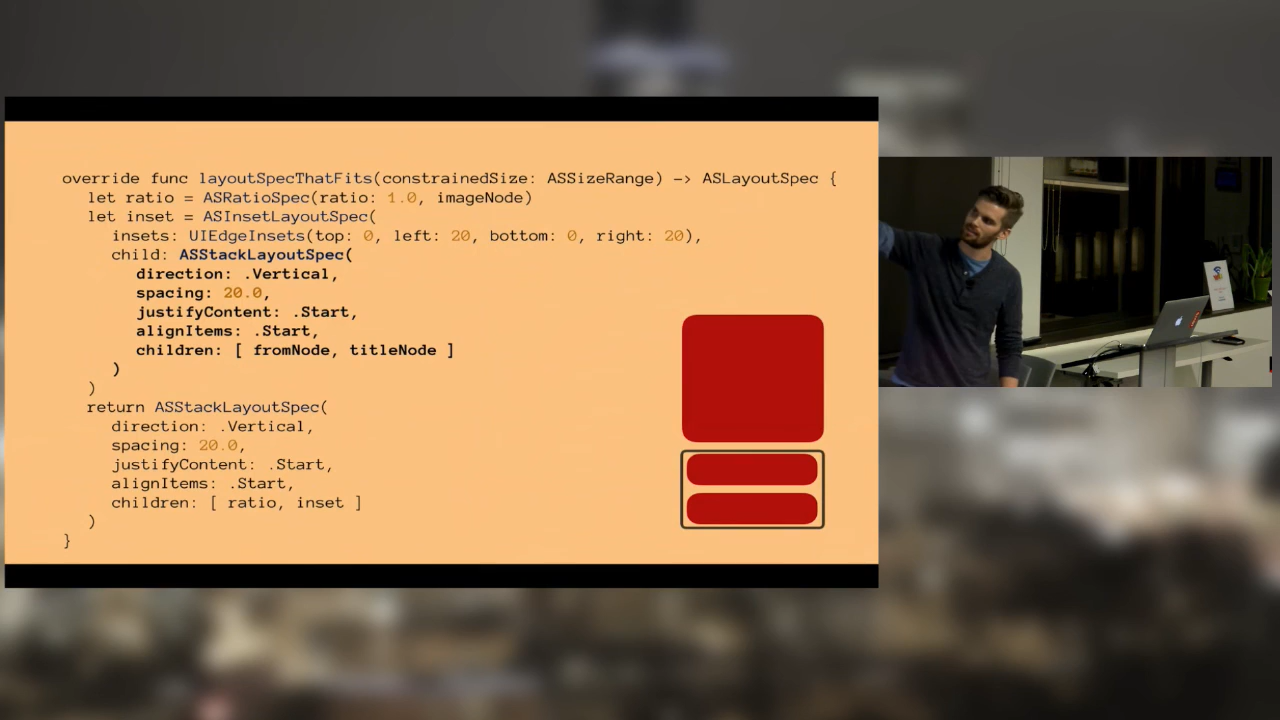 override func layoutSpecThatFits(constrainedSize: ASSizeRange) -> ASLayoutSpec {
let ratio = ASRatioSpec(ratio: 1.0, imageNode)
let inset = ASInsetLayoutSpec(
insets: UIEdgeInsets(top: 0, left: 20, bottom: 0, right: 20),
child: ASStackLayoutSpec(
direction: .Vertical,
spacing: 20.0,
justifyContent: .Start,
alignItems: .Start,
children: [ fromNode, titleNode ]
)
)
return ASStackLayoutSpec(
direction: .Vertical,
spacing: 20.0,
justifyContent: .Start,
alignItems: .Start,
children: [ ratio, inset ]
)
}